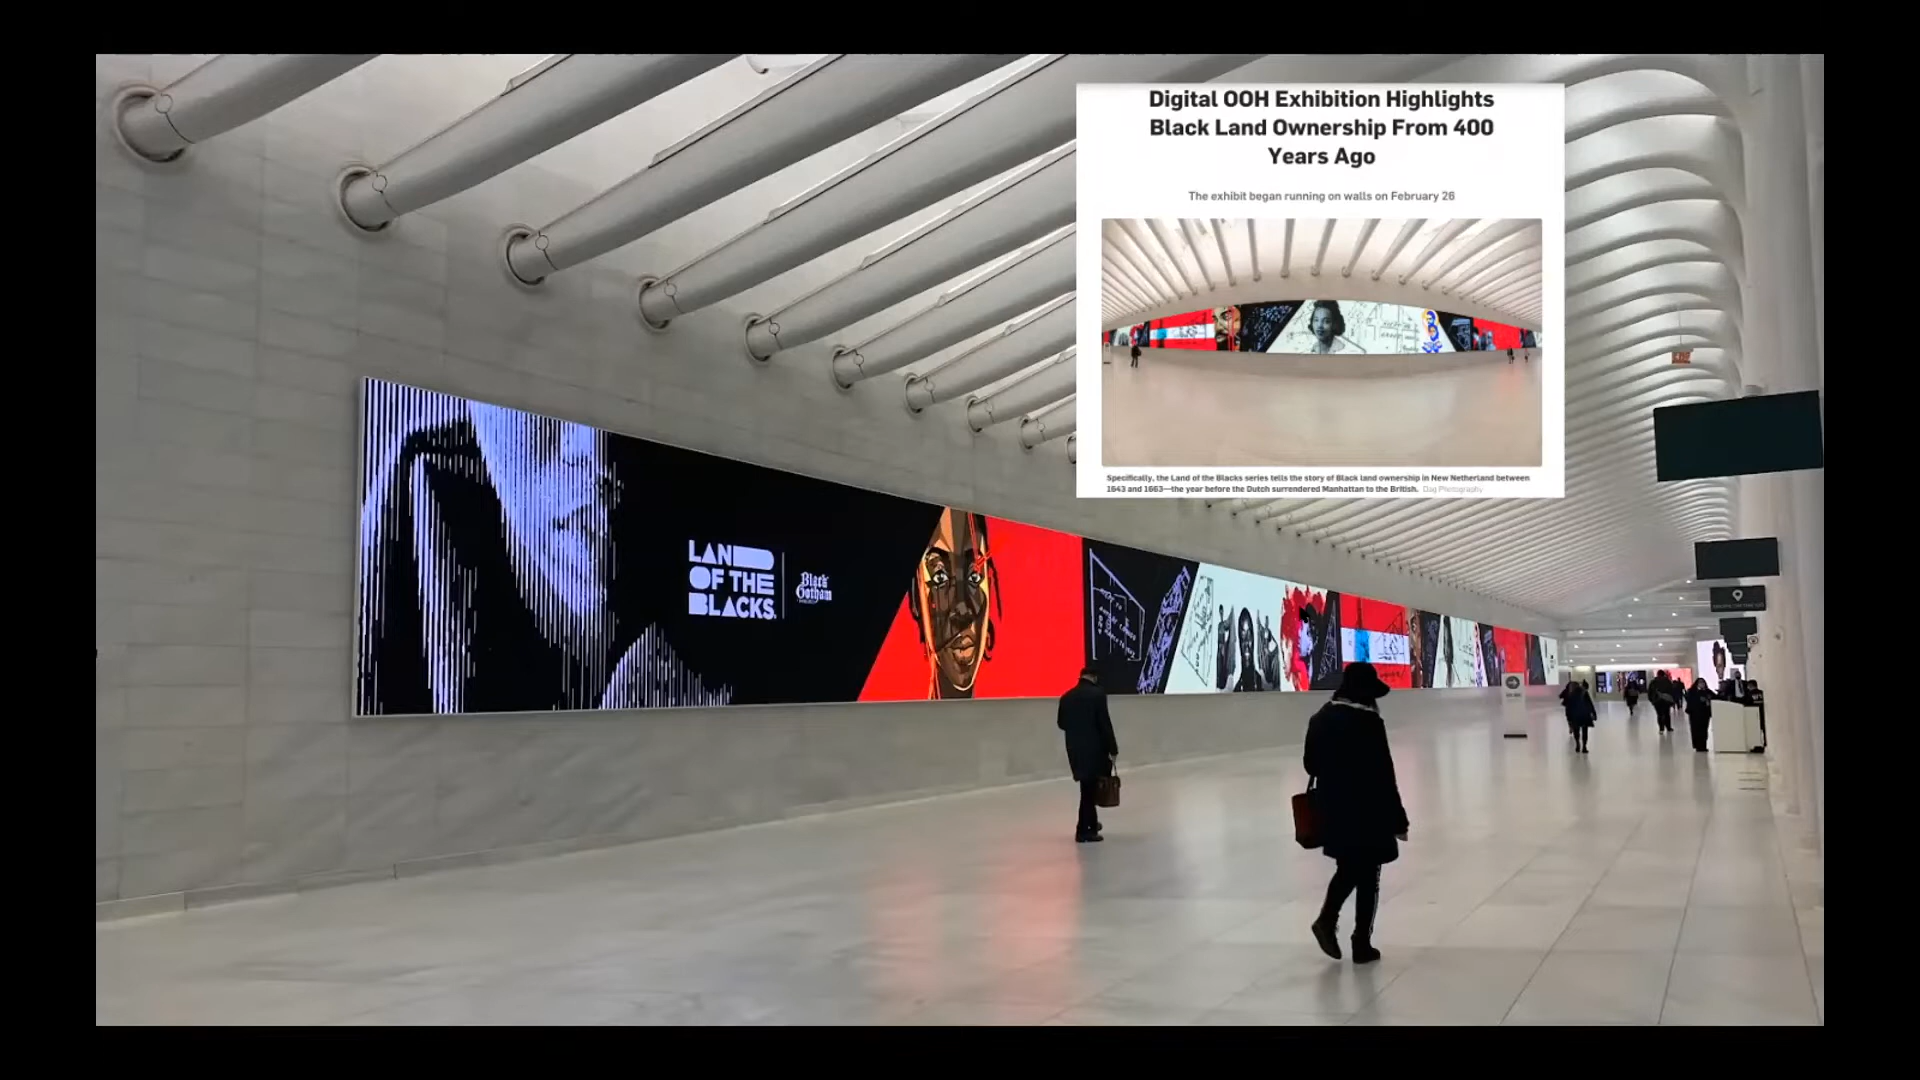 Digital OOH Exhibition Highlights
Black Land Ownership From 400
Years Ago
The exhibit began running on walls on February 26
Specifically, the Land of the Blacks series tells the story of Black land ownership in New Netherland between
1643 and 1663—the year before the Dutch surrendered Manhattan to the British. Dag Photography
LAND
OF THE
BLACKS.
Black
Gotham